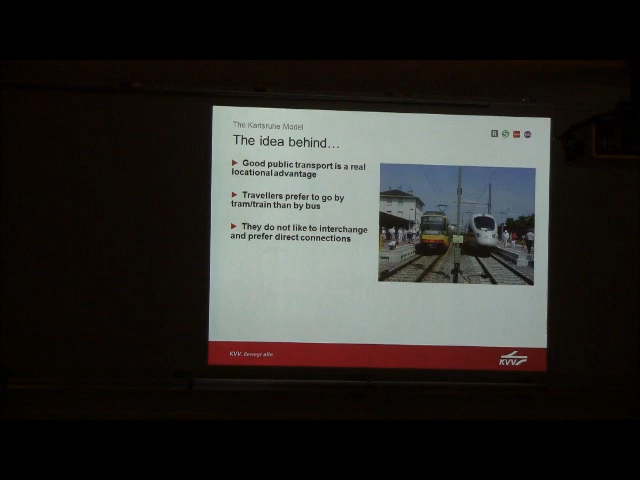 The Karlsruhe Model
The idea behind…
Good public transport is a real
locational advantage
Travellers prefer to go by
tram/train than by bus
They do not like to interchange
and prefer direct connections
KVV. Bewegt alle.
KVV